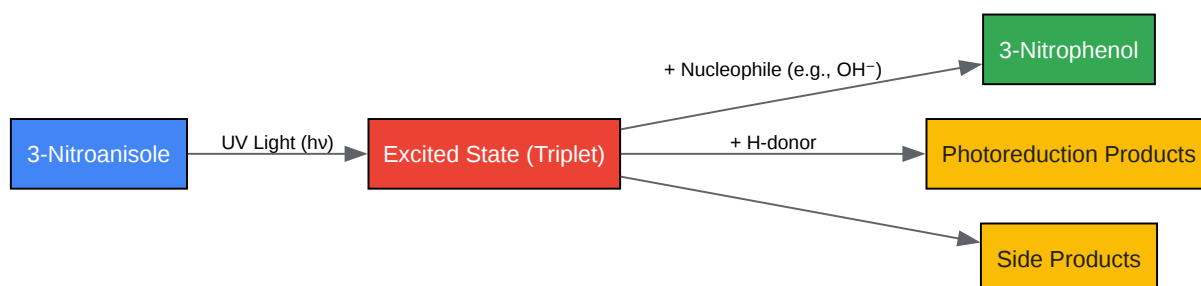 3-Nitroanisole
UV Light (hν)
Excited State (Triplet)
+ Nucleophile (e.g., OH⁻)
3-Nitrophenol
+ H-donor
Photoreduction Products
Side Products